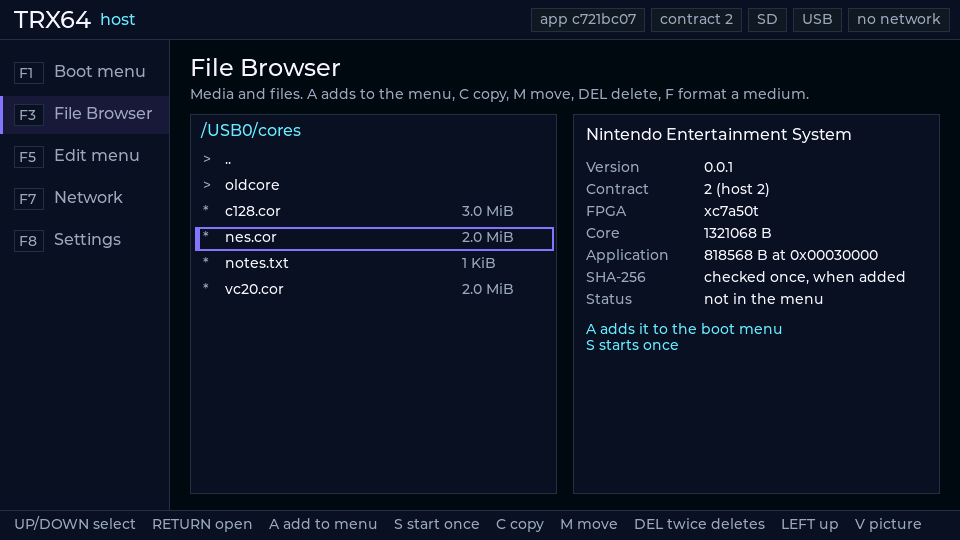 TRX64 host
app c721bc07 contract 2 SD USB no network
F1 Boot menu
F3 File Browser
F5 Edit menu
F7 Network
F8 Settings
File Browser
Media and files. A adds to the menu, C copy, M move, DEL delete, F format a medium.
/USB0/cores
> ..
> oldcore
* c128.cor 3.0 MiB
* nes.cor 2.0 MiB
* notes.txt 1 KiB
* vc20.cor 2.0 MiB
Nintendo Entertainment System
Version 0.0.1
Contract 2 (host 2)
FPGA xc7a50t
Core 1321068 B
Application 818568 B at 0x00030000
SHA-256 checked once, when added
Status not in the menu
A adds it to the boot menu
S starts once
UP/DOWN select RETURN open A add to menu S start once C copy M move DEL twice deletes LEFT up V picture